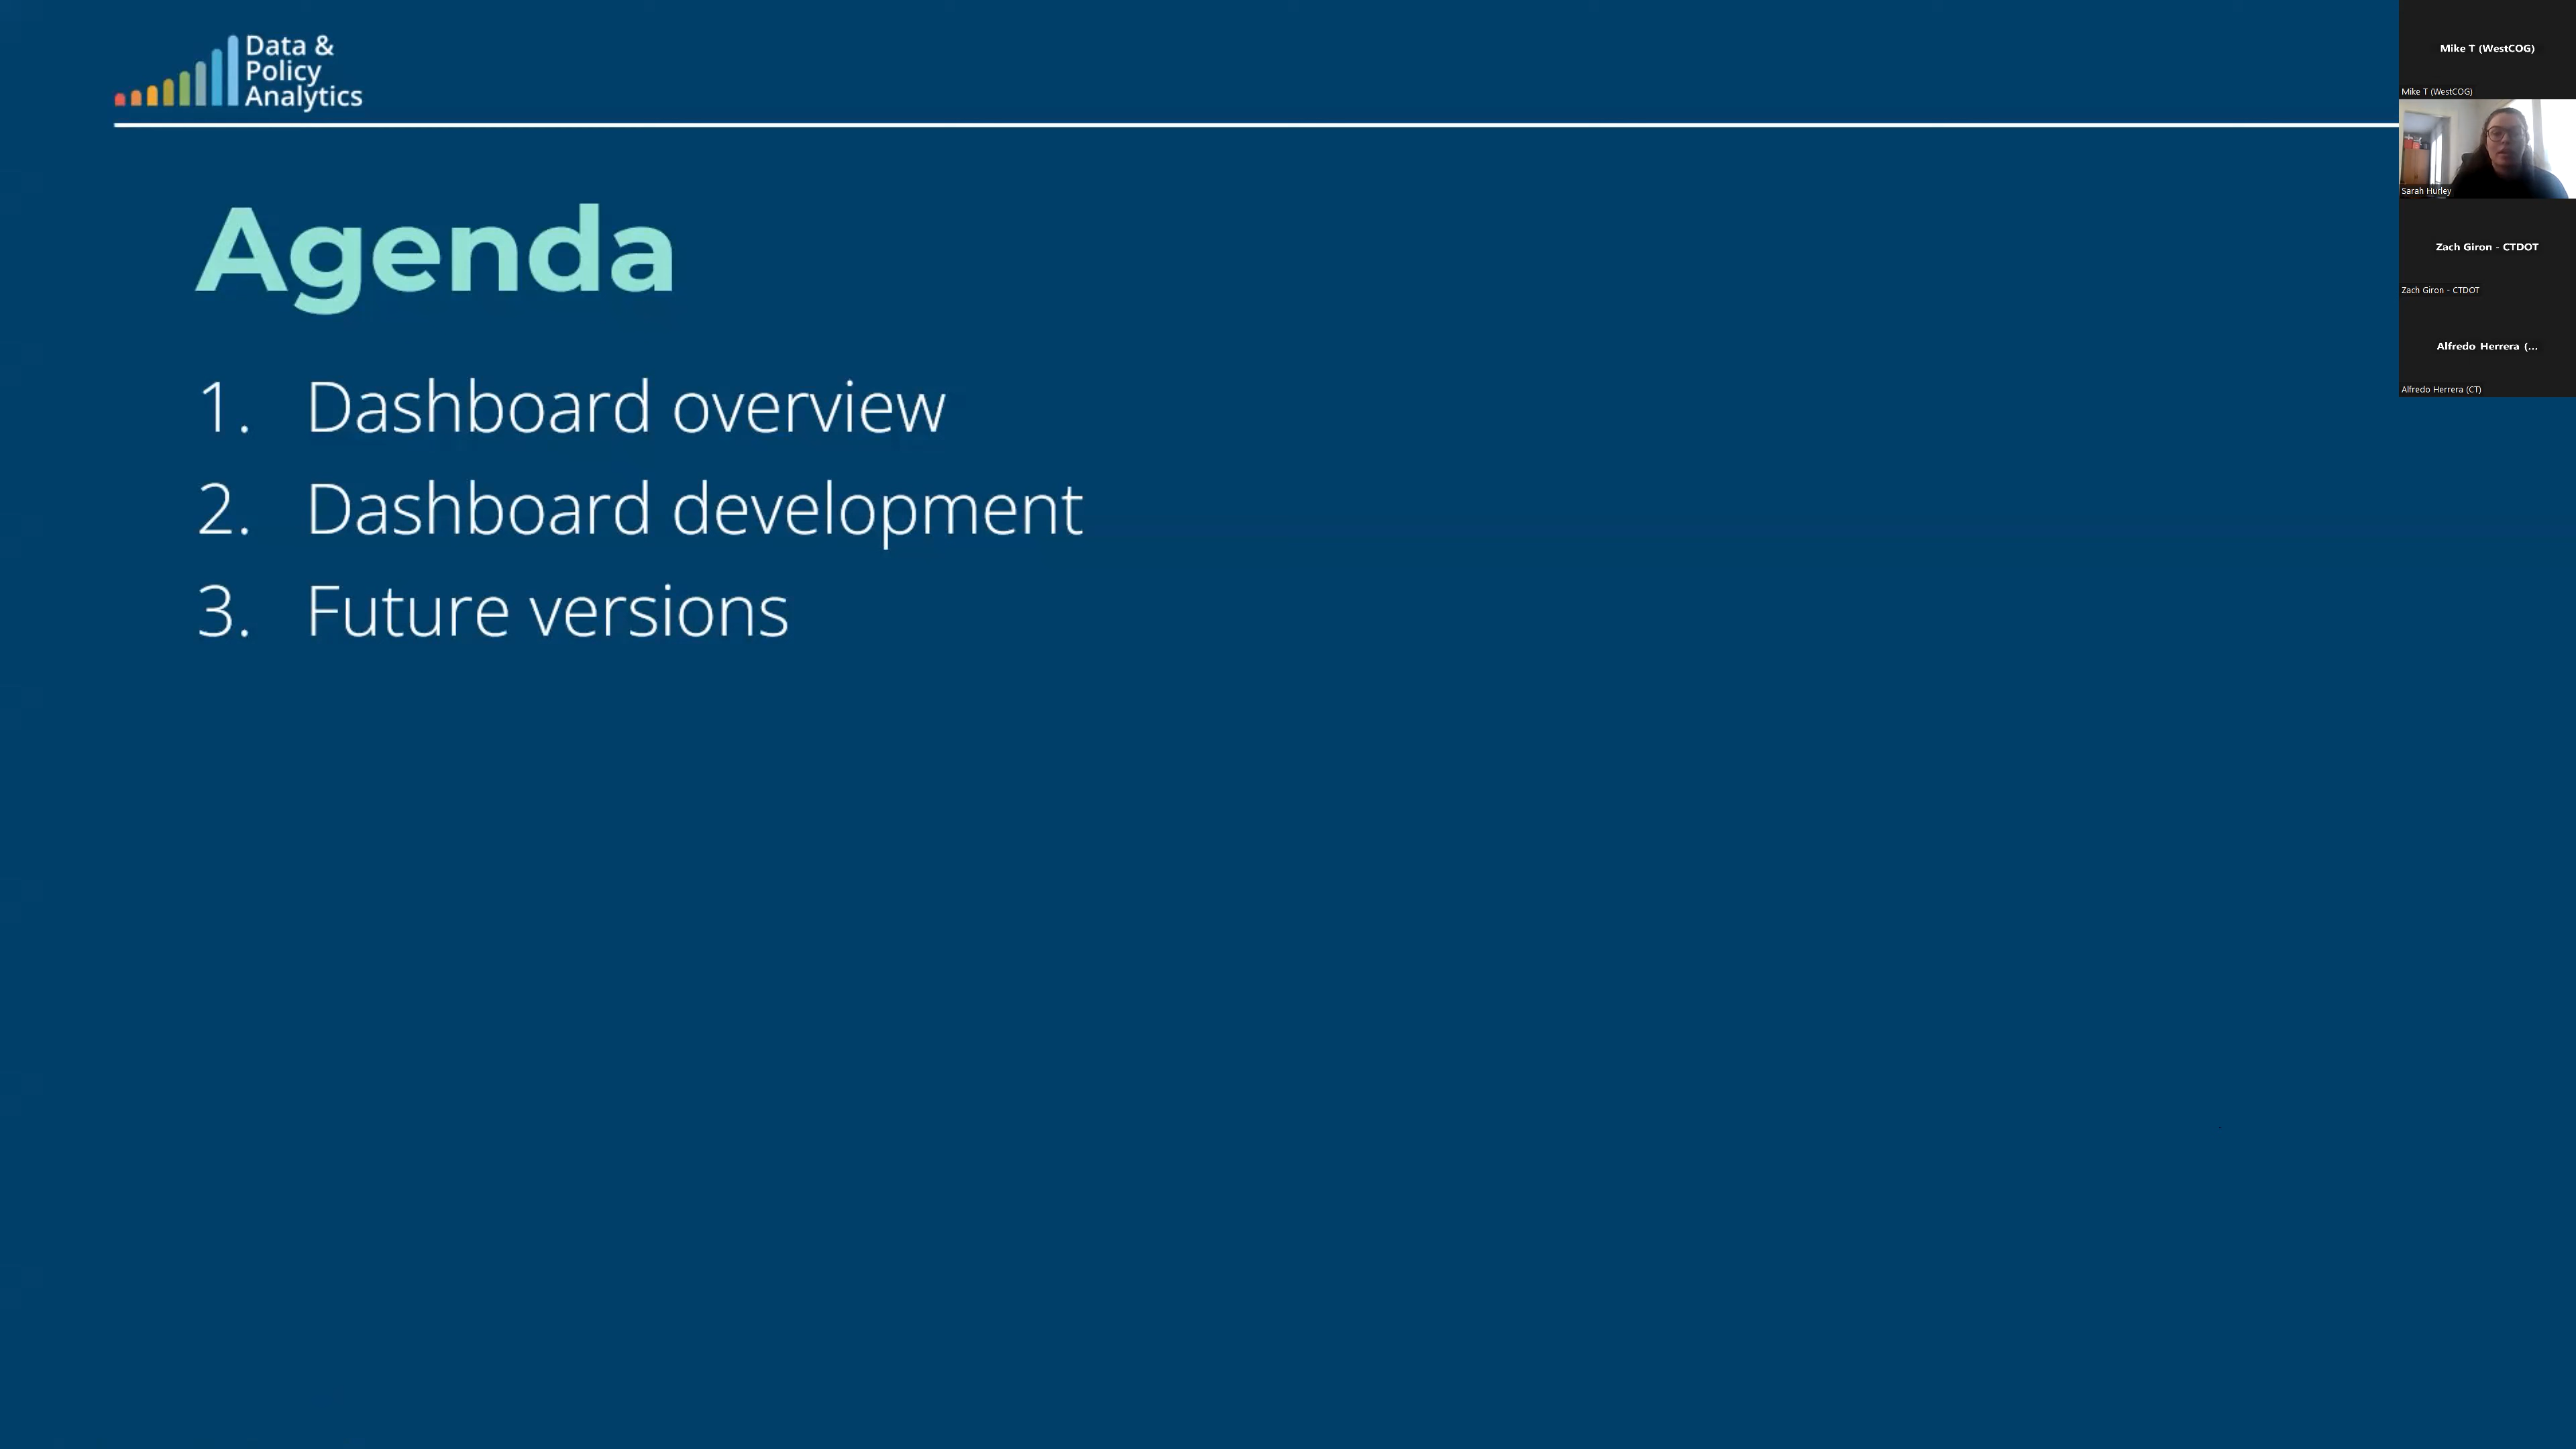 Data &
Policy
Analytics
Agenda
1. Dashboard overview
2. Dashboard development
3. Future versions
Mike T (WestCOG)
Mike T (WestCOG)
Sarah Hurley
Zach Giron - CTDOT
Zach Giron - CTDOT
Alfredo Herrera (...
Alfredo Herrera (CT)